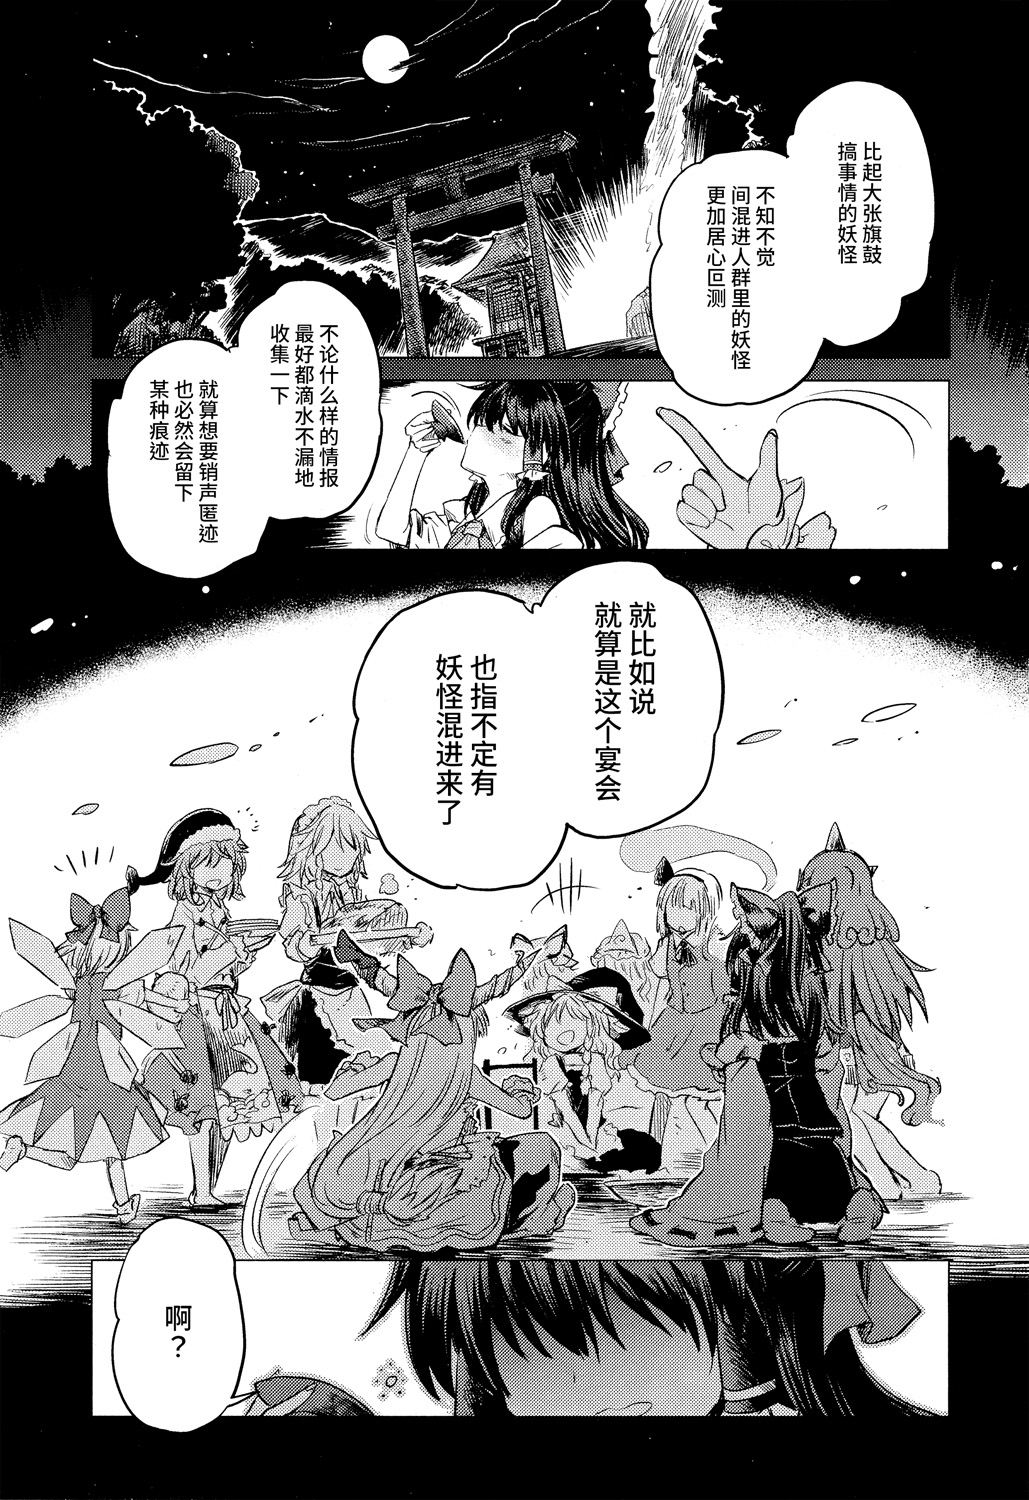 比起大张旗鼓
搞事情的妖怪
不知不觉
间混进人群里的妖怪
更加居心叵测
不论什么样的情报
最好都滴水不漏地
收集一下
就算想要销声匿迹
也必然会留下
某种痕迹
就比如说
就算是这个宴会
也指不定有
妖怪混进来了
啊？